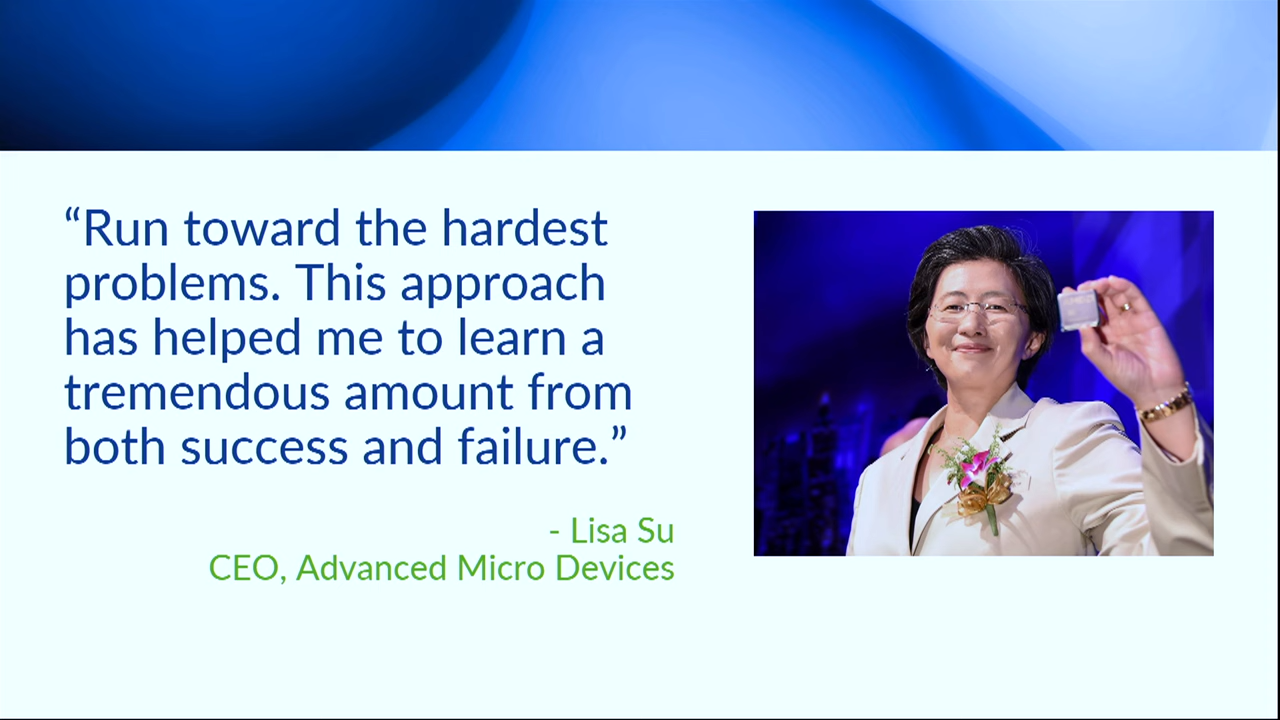 “Run toward the hardest
problems. This approach
has helped me to learn a
tremendous amount from
both success and failure.”
- Lisa Su
CEO, Advanced Micro Devices
AMD